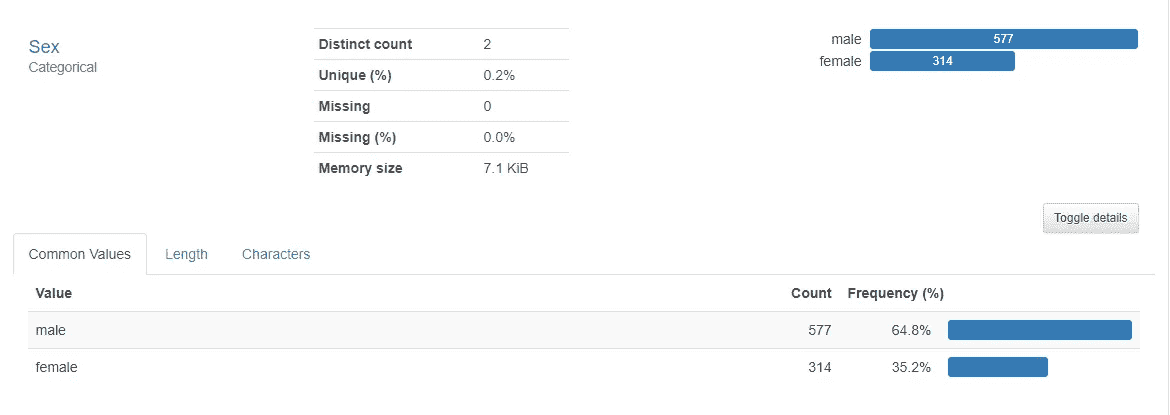 Sex
Categorical
Distinct count 2
Unique (%) 0.2%
Missing 0
Missing (%) 0.0%
Memory size 7.1 KiB
male 577
female 314
Toggle details
Common Values Length Characters
Value Count Frequency (%)
male 577 64.8%
female 314 35.2%